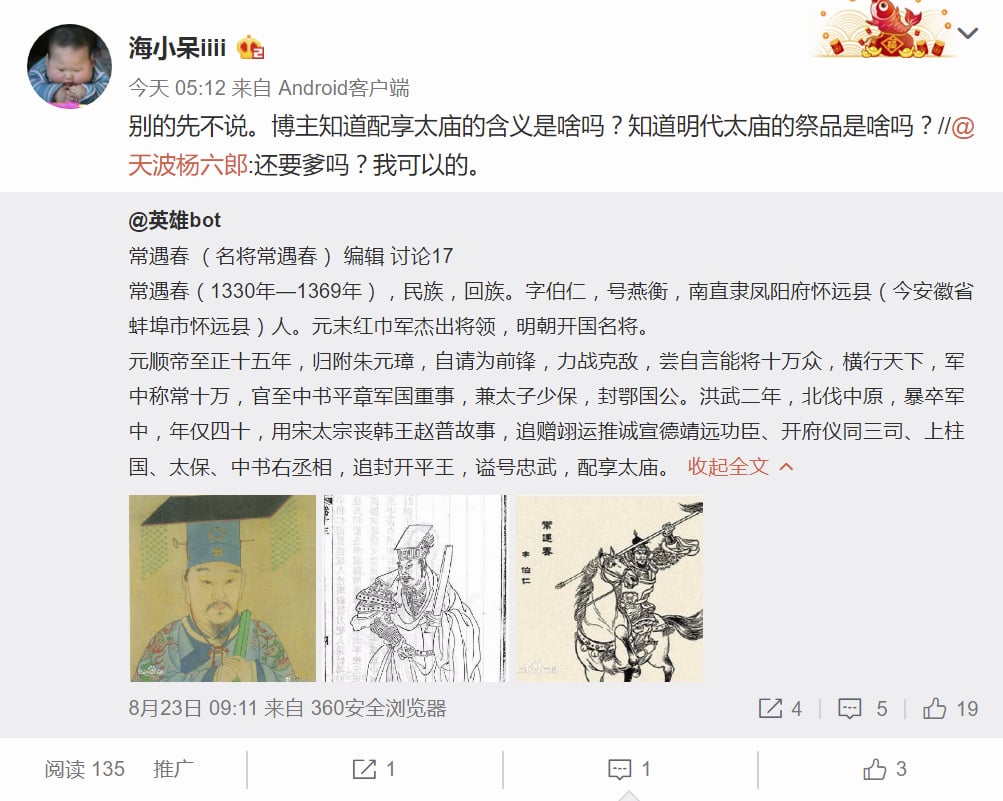 海小呆iiii
今天 05:12 来自 Android客户端
别的先不说。博主知道配享太庙的含义是啥吗？知道明代太庙的祭品是啥吗？//@
天波杨六郎:还要爹吗？我可以的。
@英雄bot
常遇春 （名将常遇春 ） 编辑 讨论17
常遇春（1330年—1369年），民族，回族。字伯仁，号燕衡，南直隶凤阳府怀远县（今安徽省
蚌埠市怀远县）人。元末红巾军杰出将领，明朝开国名将。
元顺帝至正十五年，归附朱元璋，自请为前锋，力战克敌，尝自言能将十万众，横行天下，军
中称常十万，官至中书平章军国重事，兼太子少保，封鄂国公。洪武二年，北伐中原，暴卒军
中，年仅四十，用宋太宗丧韩王赵普故事，追赠翊运推诚宣德靖远功臣、开府仪同三司、上柱
国、太保、中书右丞相，追封开平王，谥号忠武，配享太庙。 收起全文
常遇春
字伯仁
8月23日 09:11 来自 360安全浏览器
4
5
19
阅读 135 推广
1
1
3